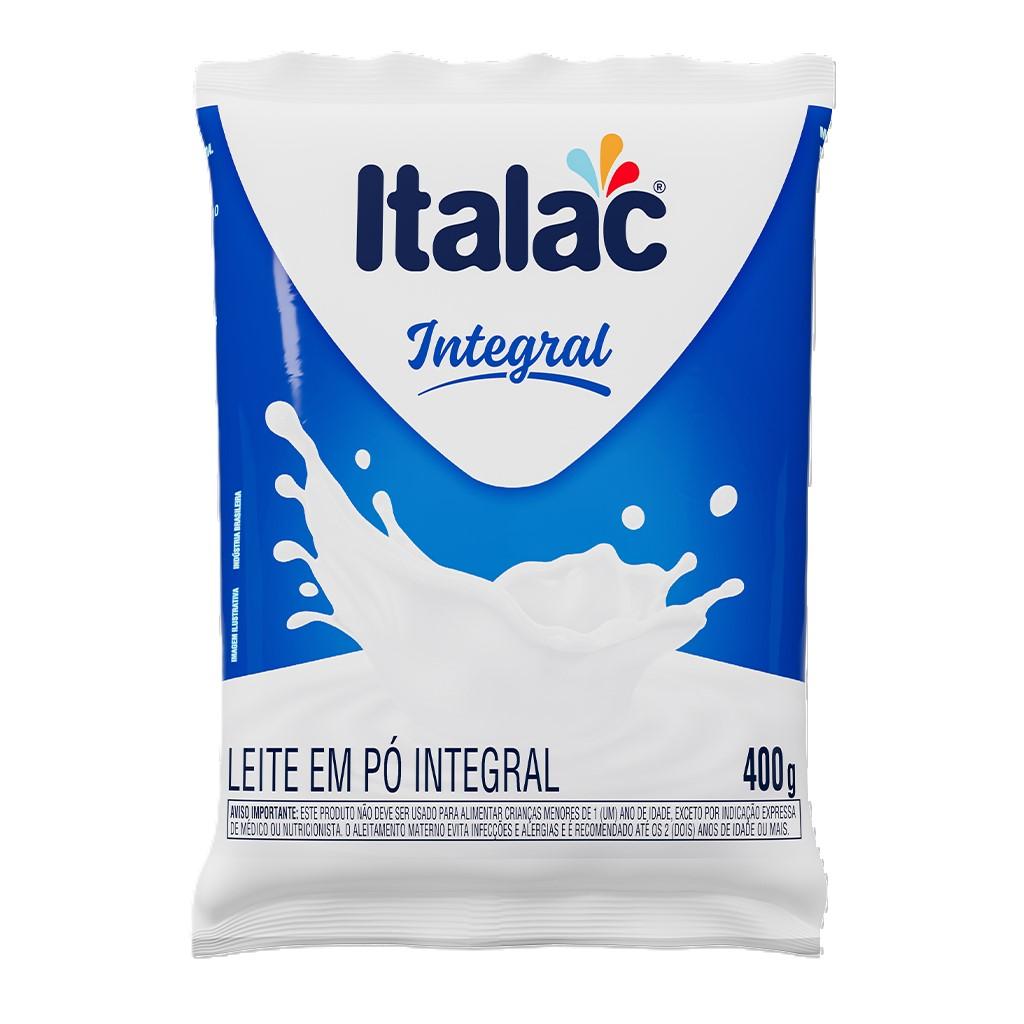 Italac®
Integral
INDÚSTRIA BRASILEIRA
IMAGEM ILUSTRATIVA
LEITE EM PÓ INTEGRAL
400 g
AVISO IMPORTANTE: ESTE PRODUTO NÃO DEVE SER USADO PARA ALIMENTAR CRIANÇAS MENORES DE 1 (UM) ANO DE IDADE, EXCETO POR INDICAÇÃO EXPRESSA
DE MÉDICO OU NUTRICIONISTA. O ALEITAMENTO MATERNO EVITA INFECÇÕES E ALERGIAS E É RECOMENDADO ATÉ OS 2 (DOIS) ANOS DE IDADE OU MAIS.